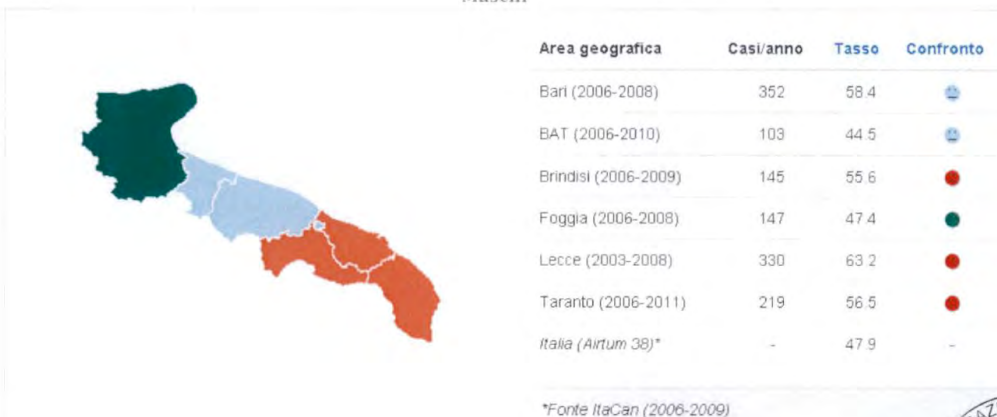 Maschi
Area geografica Casi/anno Tasso Confronto
Bari (2006-2008) 352 58.4
BAT (2006-2010) 103 44.5
Brindisi (2006-2009) 145 55.6
Foggia (2006-2008) 147 47.4
Lecce (2003-2008) 330 63.2
Taranto (2006-2011) 219 56.5
Italia (Airtum 38)* - 47.9 -
*Fonte ItaCan (2006-2009)